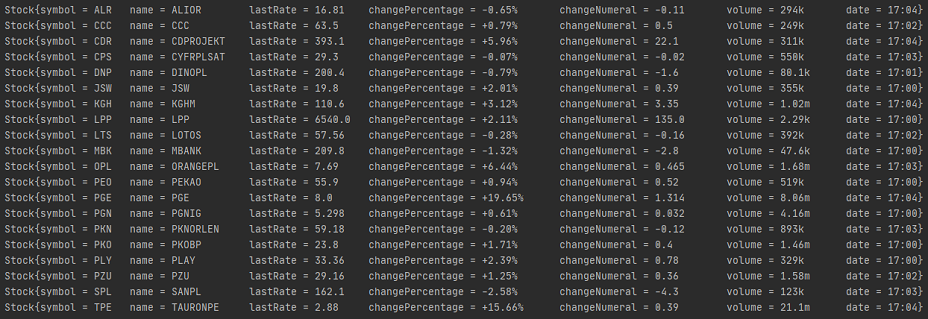 Stock{symbol = ALR name = ALIOR lastRate = 16.81 changePercentage = -0.65% changeNumeral = -0.11 volume = 294k date = 17:04}
Stock{symbol = CCC name = CCC lastRate = 63.5 changePercentage = +0.79% changeNumeral = 0.5 volume = 249k date = 17:02}
Stock{symbol = CDR name = CDPROJEKT lastRate = 393.1 changePercentage = +5.96% changeNumeral = 22.1 volume = 311k date = 17:04}
Stock{symbol = CPS name = CYFRPLSAT lastRate = 29.3 changePercentage = -0.07% changeNumeral = -0.02 volume = 550k date = 17:03}
Stock{symbol = DNP name = DINOPL lastRate = 200.4 changePercentage = -0.79% changeNumeral = -1.6 volume = 80.1k date = 17:01}
Stock{symbol = JSW name = JSW lastRate = 19.8 changePercentage = +2.01% changeNumeral = 0.39 volume = 355k date = 17:00}
Stock{symbol = KGH name = KGHM lastRate = 110.6 changePercentage = +3.12% changeNumeral = 3.35 volume = 1.02m date = 17:04}
Stock{symbol = LPP name = LPP lastRate = 6540.0 changePercentage = +2.11% changeNumeral = 135.0 volume = 2.29k date = 17:00}
Stock{symbol = LTS name = LOTOS lastRate = 57.56 changePercentage = -0.28% changeNumeral = -0.16 volume = 392k date = 17:02}
Stock{symbol = MBK name = MBANK lastRate = 209.8 changePercentage = -1.32% changeNumeral = -2.8 volume = 47.6k date = 17:00}
Stock{symbol = OPL name = ORANGEPL lastRate = 7.69 changePercentage = +6.44% changeNumeral = 0.465 volume = 1.68m date = 17:03}
Stock{symbol = PEO name = PEKAO lastRate = 55.9 changePercentage = +0.94% changeNumeral = 0.52 volume = 519k date = 17:00}
Stock{symbol = PGE name = PGE lastRate = 8.0 changePercentage = +19.65% changeNumeral = 1.314 volume = 8.06m date = 17:04}
Stock{symbol = PGN name = PGNIG lastRate = 5.298 changePercentage = +0.61% changeNumeral = 0.032 volume = 4.16m date = 17:00}
Stock{symbol = PKN name = PKNORLEN lastRate = 59.18 changePercentage = -0.20% changeNumeral = -0.12 volume = 893k date = 17:03}
Stock{symbol = PKO name = PKOBP lastRate = 23.8 changePercentage = +1.71% changeNumeral = 0.4 volume = 1.46m date = 17:00}
Stock{symbol = PLY name = PLAY lastRate = 33.36 changePercentage = +2.39% changeNumeral = 0.78 volume = 329k date = 17:00}
Stock{symbol = PZU name = PZU lastRate = 29.16 changePercentage = +1.25% changeNumeral = 0.36 volume = 1.58m date = 17:02}
Stock{symbol = SPL name = SANPL lastRate = 162.1 changePercentage = -2.58% changeNumeral = -4.3 volume = 123k date = 17:03}
Stock{symbol = TPE name = TAURONPE lastRate = 2.88 changePercentage = +15.66% changeNumeral = 0.39 volume = 21.1m date = 17:04}